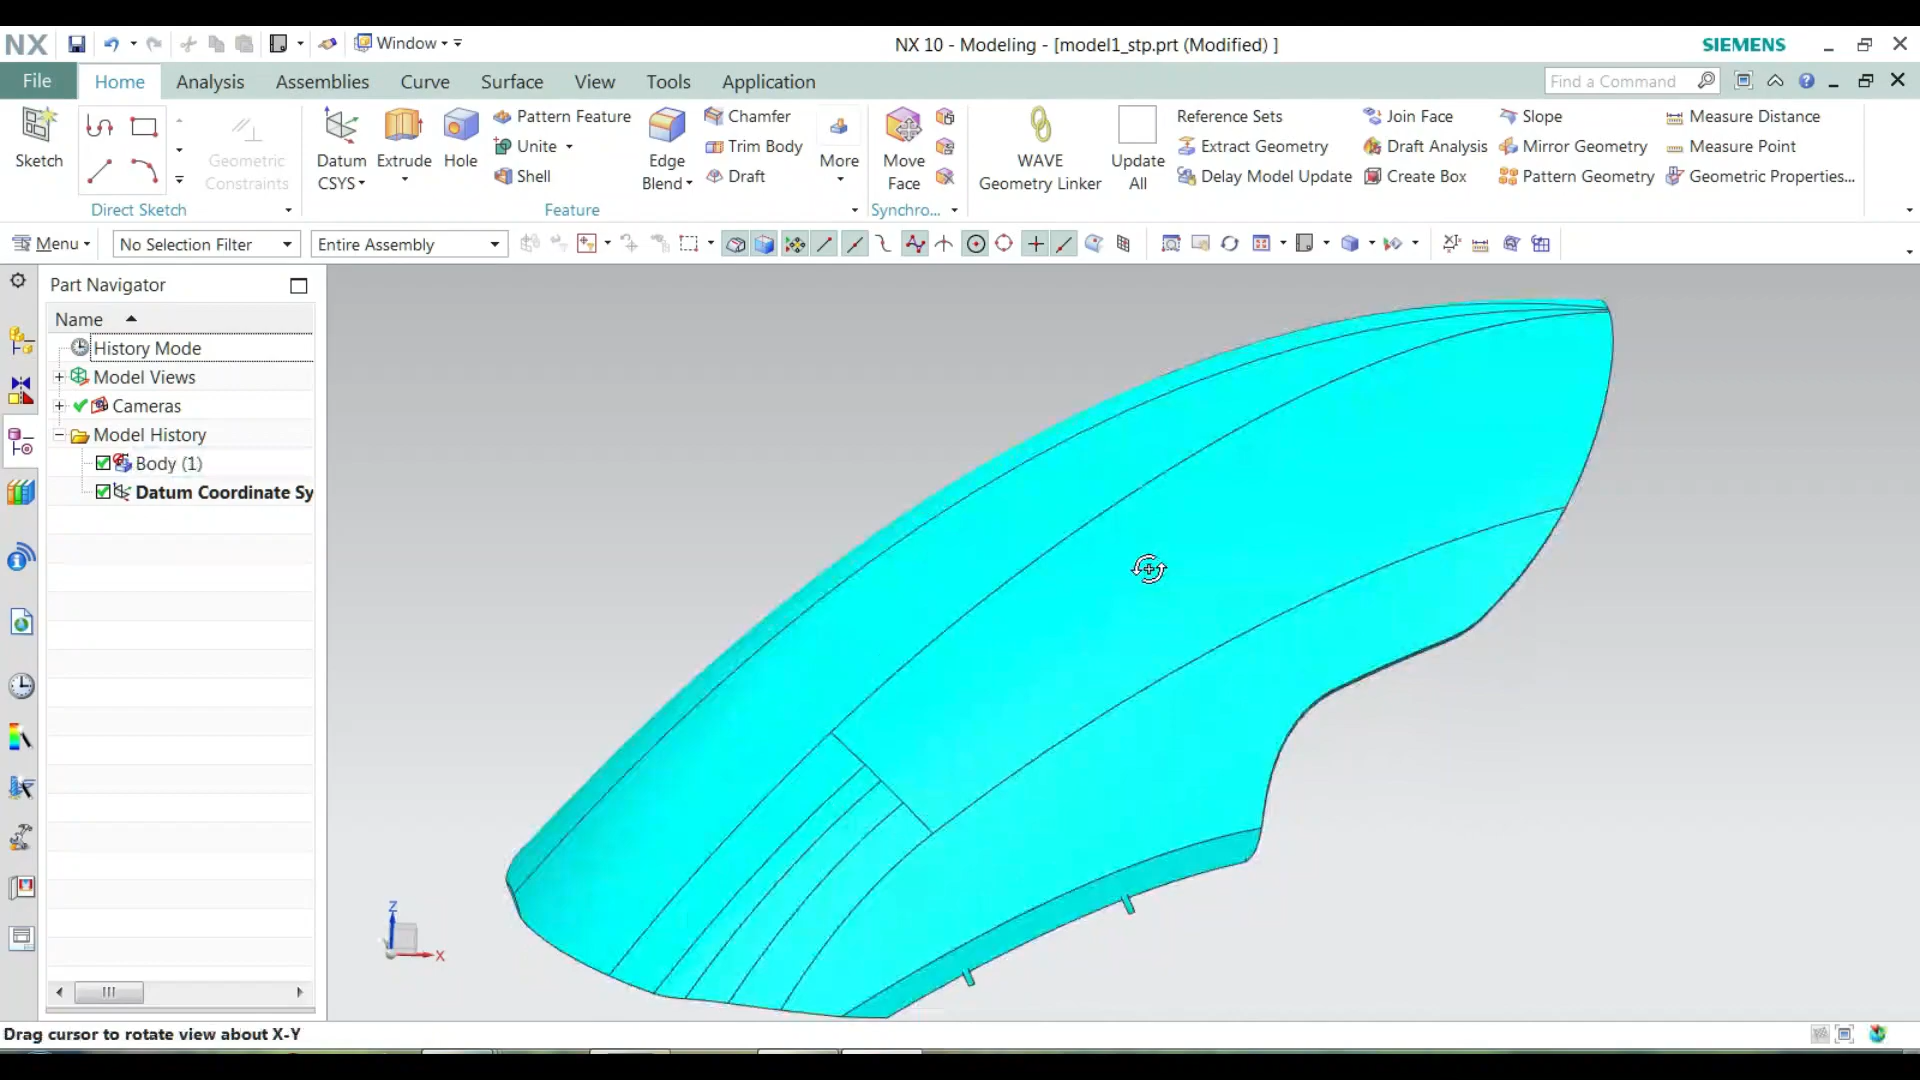 NX
Window
NX 10 - Modeling - [model1_stp.prt (Modified) ]
SIEMENS
File
Home
Analysis
Assemblies
Curve
Surface
View
Tools
Application
Find a Command
Sketch
Geometric
Constraints
Direct Sketch
Datum
CSYS
Extrude
Hole
Pattern Feature
Unite
Shell
Edge
Blend
Chamfer
Trim Body
Draft
More
Feature
Move
Face
Synchro...
WAVE
Geometry Linker
Update
All
Reference Sets
Extract Geometry
Delay Model Update
Join Face
Draft Analysis
Create Box
Slope
Mirror Geometry
Pattern Geometry
Measure Distance
Measure Point
Geometric Properties...
Menu
No Selection Filter
Entire Assembly
Part Navigator
Name
History Mode
Model Views
Cameras
Model History
Body (1)
Datum Coordinate Sy
Z
X
Drag cursor to rotate view about X-Y